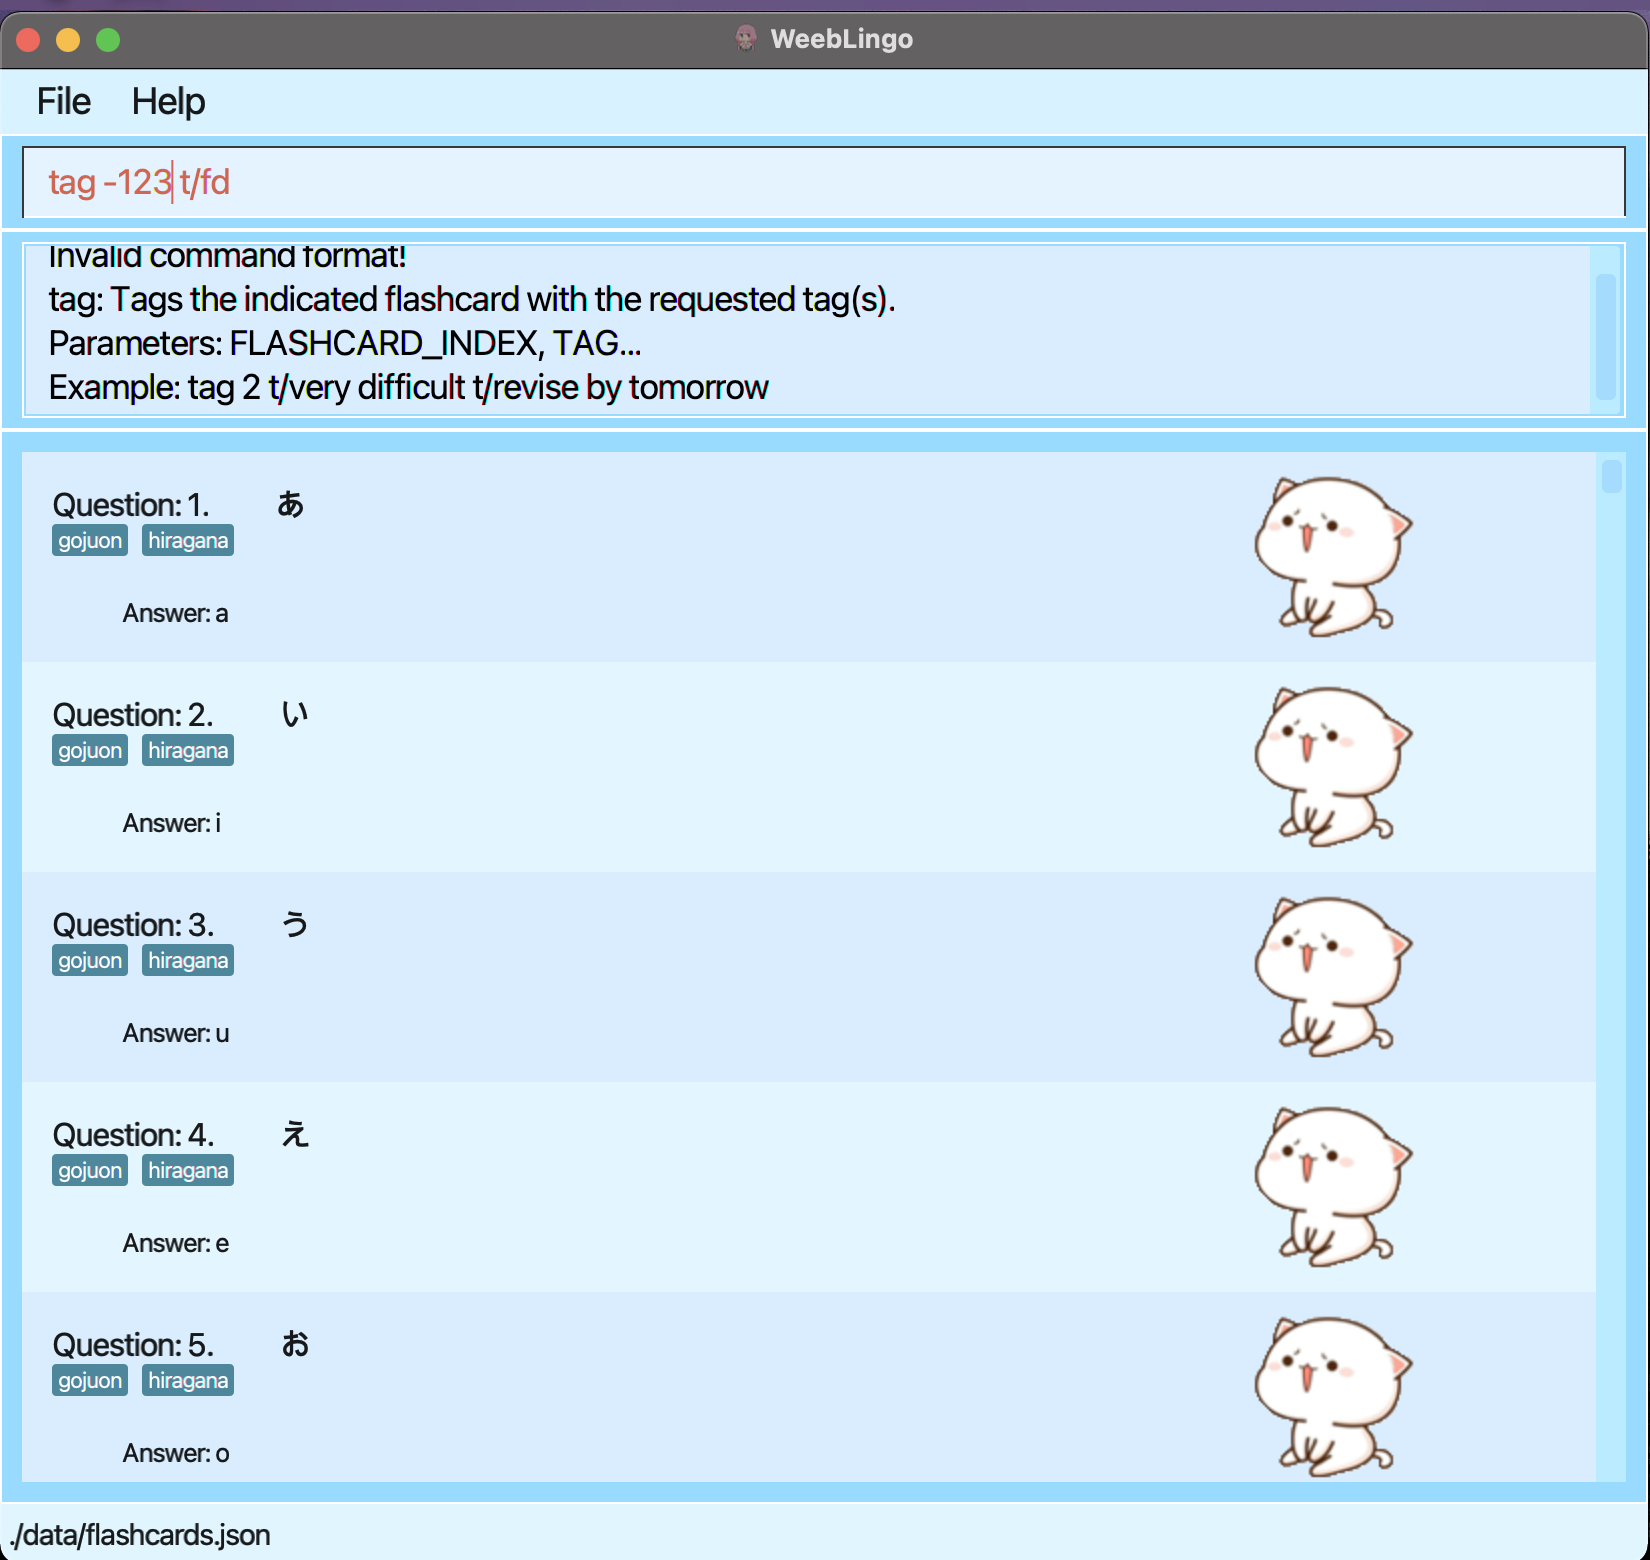 WeebLingo
File Help
tag -123 t/fd
Invalid command format!
tag: Tags the indicated flashcard with the requested tag(s).
Parameters: FLASHCARD_INDEX, TAG...
Example: tag 2 t/very difficult t/revise by tomorrow
Question: 1. あ
gojuon hiragana
Answer: a
Question: 2. い
gojuon hiragana
Answer: i
Question: 3. う
gojuon hiragana
Answer: u
Question: 4. え
gojuon hiragana
Answer: e
Question: 5. お
gojuon hiragana
Answer: o
./data/flashcards.json